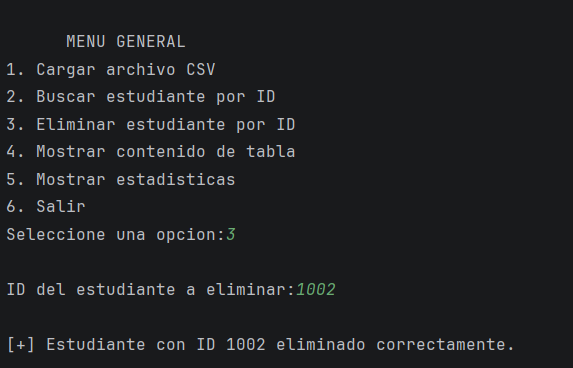 MENU GENERAL
1. Cargar archivo CSV
2. Buscar estudiante por ID
3. Eliminar estudiante por ID
4. Mostrar contenido de tabla
5. Mostrar estadisticas
6. Salir
Seleccione una opcion:3
ID del estudiante a eliminar:1002
[+] Estudiante con ID 1002 eliminado correctamente.